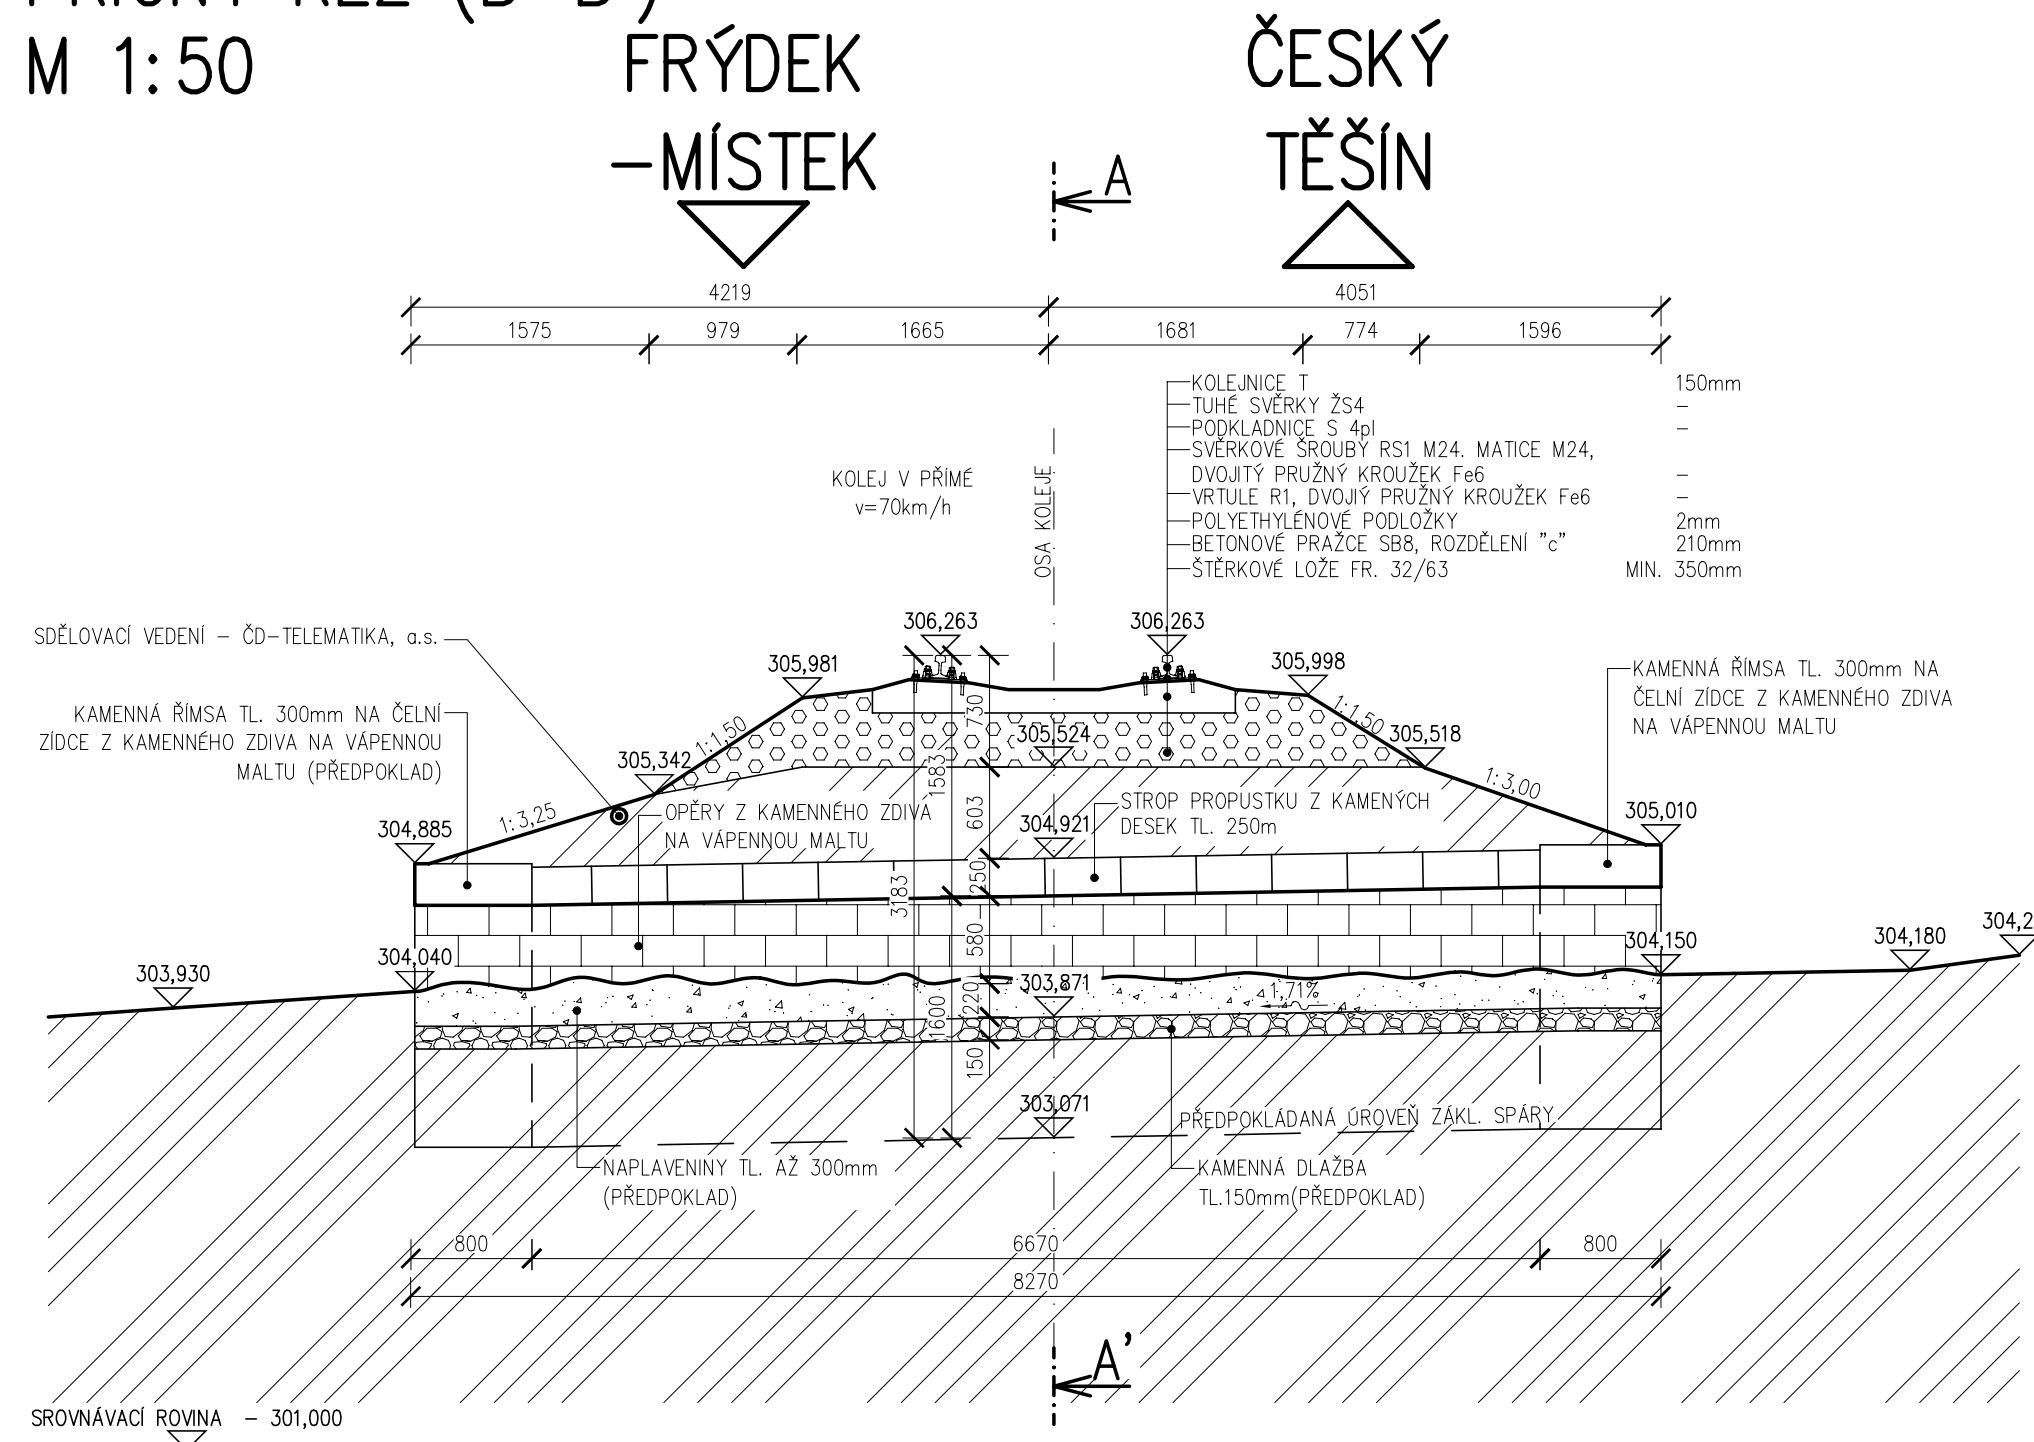 M 1:50
FRÝDEK
-MÍSTEK
ČESKÝ
TĚŠÍN
A
4219
4051
1575
979
1665
1681
774
1596
KOLEJNICE T 150mm
TUHÉ SVĚRKY ŽS4 –
PODKLADNICE S 4pl –
SVĚRKOVÉ ŠROUBY RS1 M24. MATICE M24,
DVOJITÝ PRUŽNÝ KROUŽEK Fe6 –
VRTULE R1, DVOJIÝ PRUŽNÝ KROUŽEK Fe6 –
POLYETHYLÉNOVÉ PODLOŽKY 2mm
BETONOVÉ PRAŽCE SB8, ROZDĚLENÍ "c" 210mm
ŠTĚRKOVÉ LOŽE FR. 32/63 MIN. 350mm
KOLEJ V PŘÍMÉ
v=70km/h
OSA KOLEJE
SDĚLOVACÍ VEDENÍ – ČD-TELEMATIKA, a.s.
KAMENNÁ ŘÍMSA TL. 300mm NA ČELNÍ
ZÍDCE Z KAMENNÉHO ZDIVA NA VÁPENNOU
MALTU (PŘEDPOKLAD)
KAMENNÁ ŘÍMSA TL. 300mm NA
ČELNÍ ZÍDCE Z KAMENNÉHO ZDIVA
NA VÁPENNOU MALTU
306,263
306,263
305,981
305,998
1:1,50
1:1,50
305,342
305,524
305,518
1:3,25
1:3,00
730
1583
603
OPĚRY Z KAMENNÉHO ZDIVA
NA VÁPENNOU MALTU
STROP PROPUSTKU Z KAMENÝCH
DESEK TL. 250m
304,885
304,921
305,010
250
3183
580
303,930
304,040
303,871
304,150
304,180
304,2
1,71%
220
1600
150
303,071
PŘEDPOKLÁDANÁ ÚROVEŇ ZÁKL. SPÁRY
NAPLAVENINY TL. AŽ 300mm
(PŘEDPOKLAD)
KAMENNÁ DLAŽBA
TL.150mm(PŘEDPOKLAD)
800
6670
800
8270
A'
SROVNÁVACÍ ROVINA – 301,000